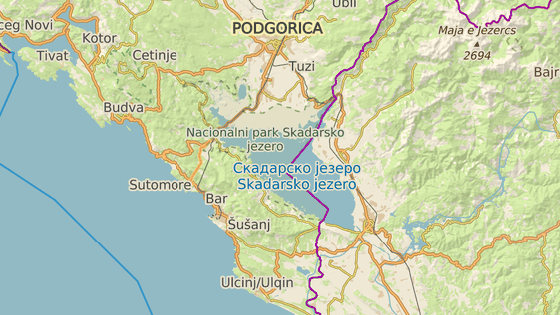 Ubli
ceg Novi
Kotor
PODGORICA
Maja e Jezercs
2694
Tivat
Cetinje
Tuzi
Bajr
Budva
Nacionalni park Skadarsko
jezero
Скадарско језеро
Skadarsko jezero
Sutomore
Bar
Šušanj
Ulcinj/Ulqin